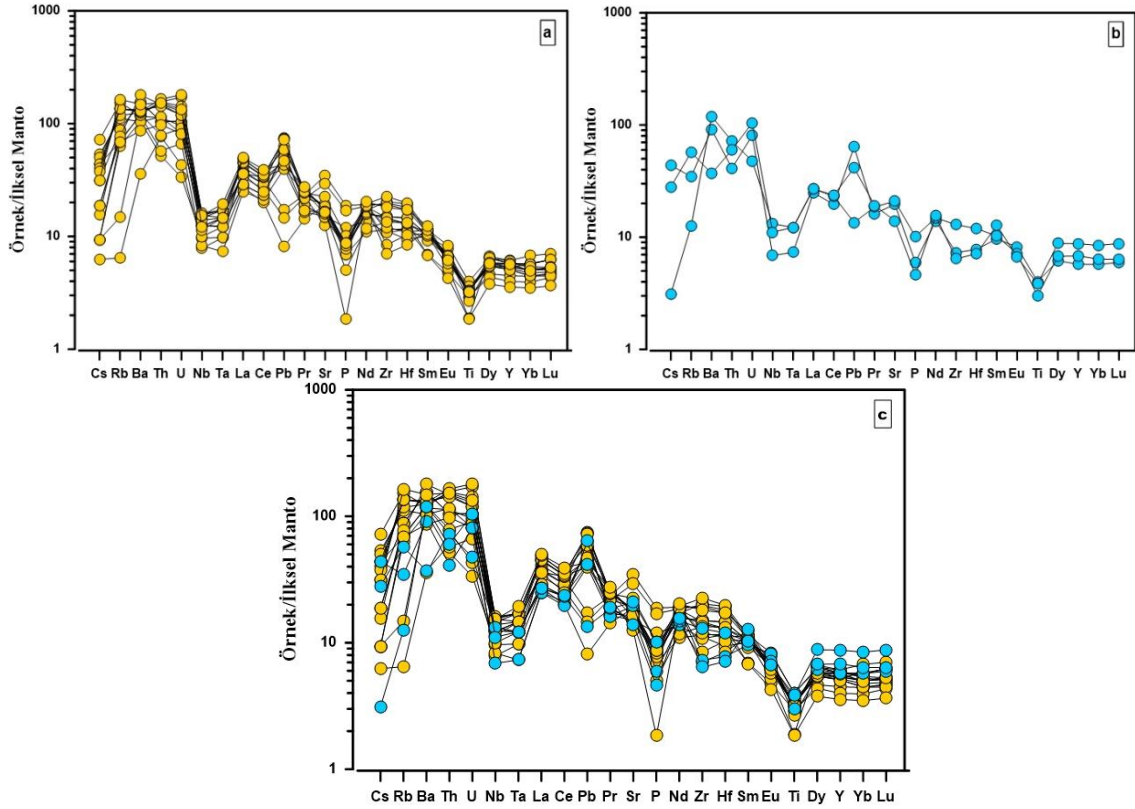 a
1000
100
10
1
Örnek/İlksel Manto
Cs Rb Ba Th U Nb Ta La Ce Pb Pr Sr P Nd Zr Hf Sm Eu Ti Dy Y Yb Lu
b
1000
100
10
1
Örnek/İlksel Manto
Cs Rb Ba Th U Nb Ta La Ce Pb Pr Sr P Nd Zr Hf Sm Eu Ti Dy Y Yb Lu
c
1000
100
10
1
Örnek/İlksel Manto
Cs Rb Ba Th U Nb Ta La Ce Pb Pr Sr P Nd Zr Hf Sm Eu Ti Dy Y Yb Lu